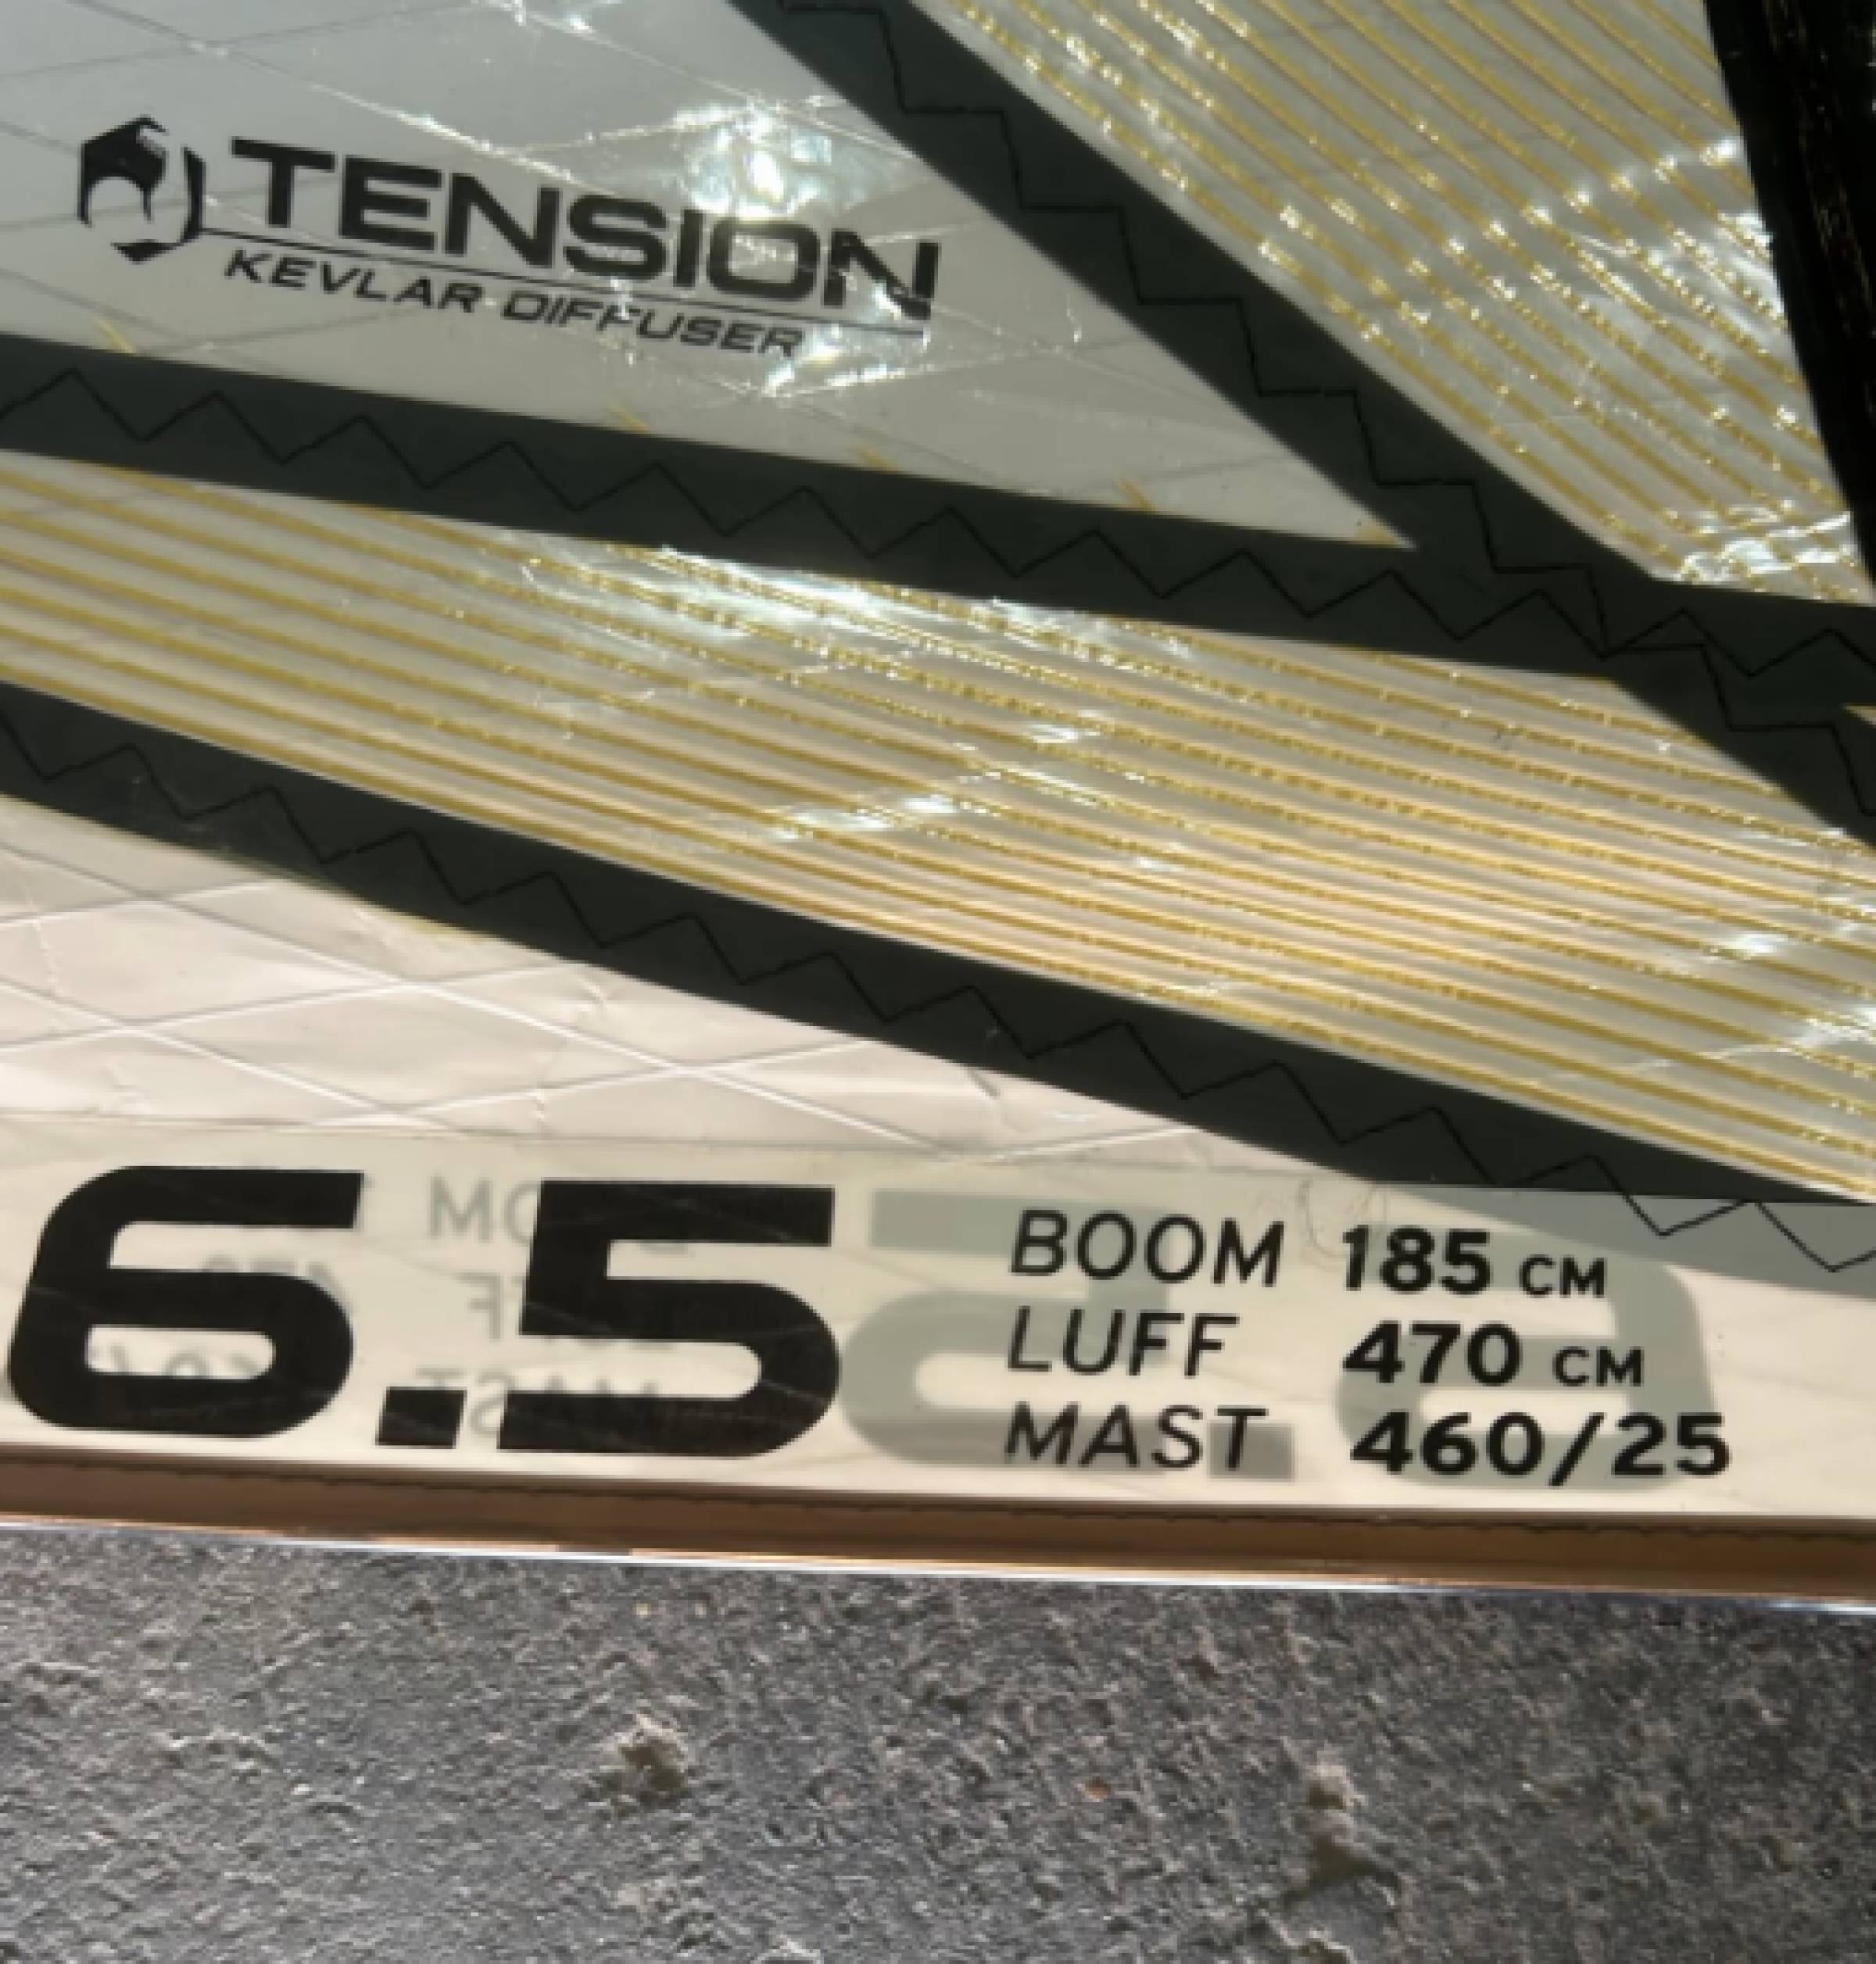 TENSION
KEVLAR DIFFUSER
6.5
BOOM 185 CM
LUFF 470 CM
MAST 460/25